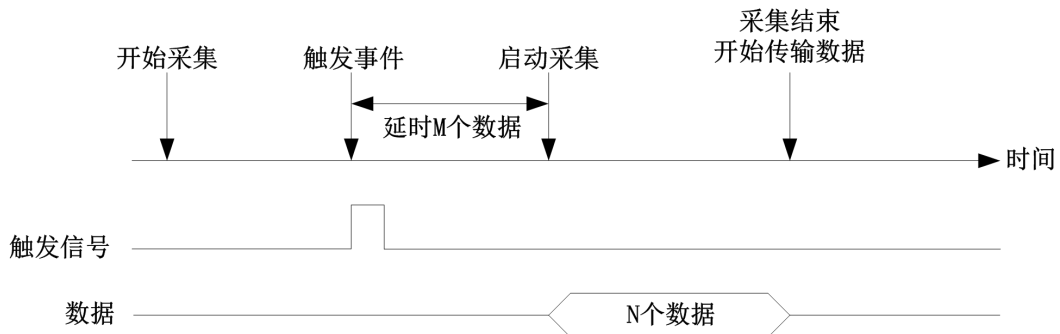 采集结束
开始传输数据
开始采集
触发事件
启动采集
延时M个数据
时间
触发信号
数据
N个数据